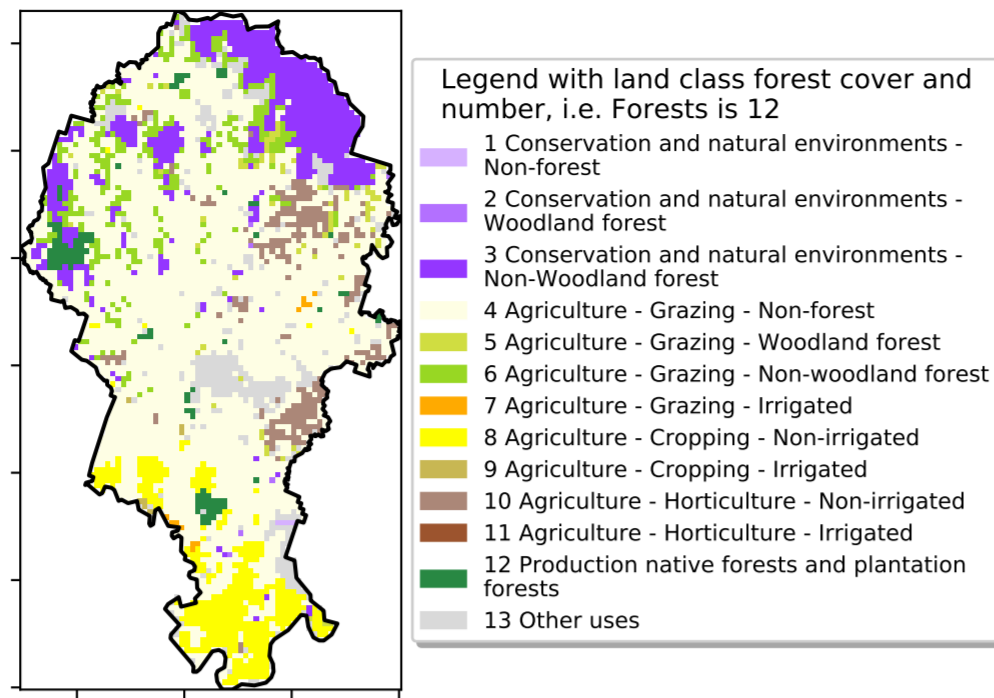 Legend with land class forest cover and
number, i.e. Forests is 12
1 Conservation and natural environments -
Non-forest
2 Conservation and natural environments -
Woodland forest
3 Conservation and natural environments -
Non-Woodland forest
4 Agriculture - Grazing - Non-forest
5 Agriculture - Grazing - Woodland forest
6 Agriculture - Grazing - Non-woodland forest
7 Agriculture - Grazing - Irrigated
8 Agriculture - Cropping - Non-irrigated
9 Agriculture - Cropping - Irrigated
10 Agriculture - Horticulture - Non-irrigated
11 Agriculture - Horticulture - Irrigated
12 Production native forests and plantation
forests
13 Other uses